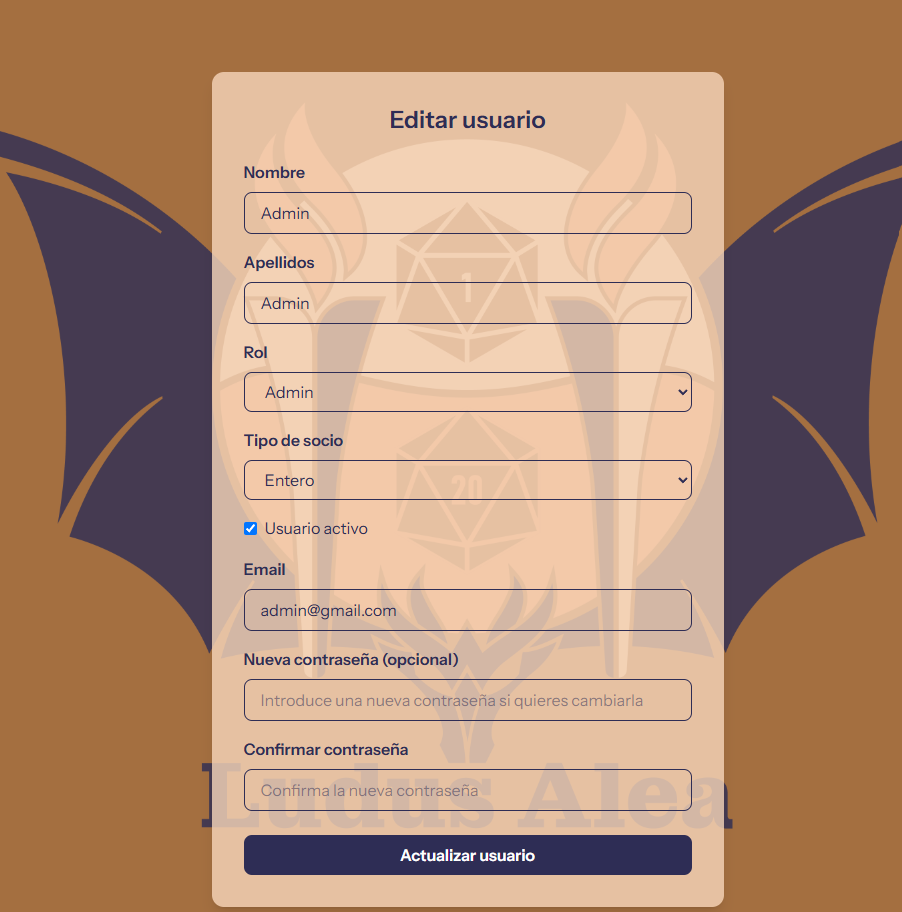 Editar usuario
Nombre
Admin
1
Apellidos
Admin
Rol
Admin
Tipo de socio
Entero
20
Usuario activo
Email
admin@gmail.com
Nueva contraseña (opcional)
Introduce una nueva contraseña si quieres cambiarla
Confirmar contraseña
Confirma la nueva contraseña
Ludus Alea
Actualizar usuario